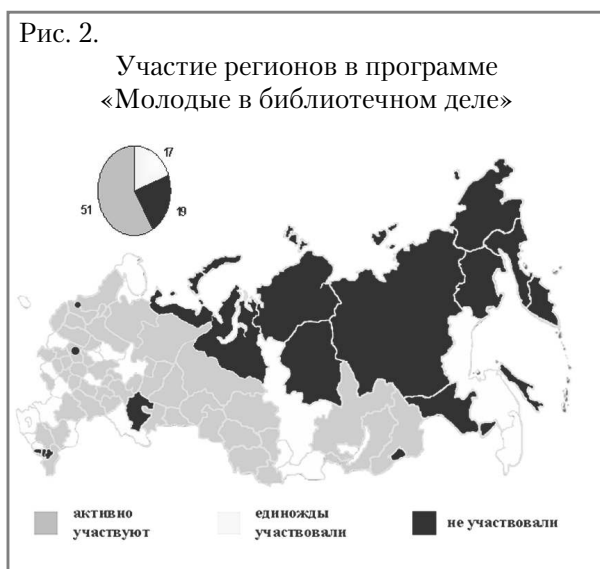 Рис. 2.
Участие регионов в программе
«Молодые в библиотечном деле»
17
51
19
активно
участвуют
единожды
участвовали
не участвовали